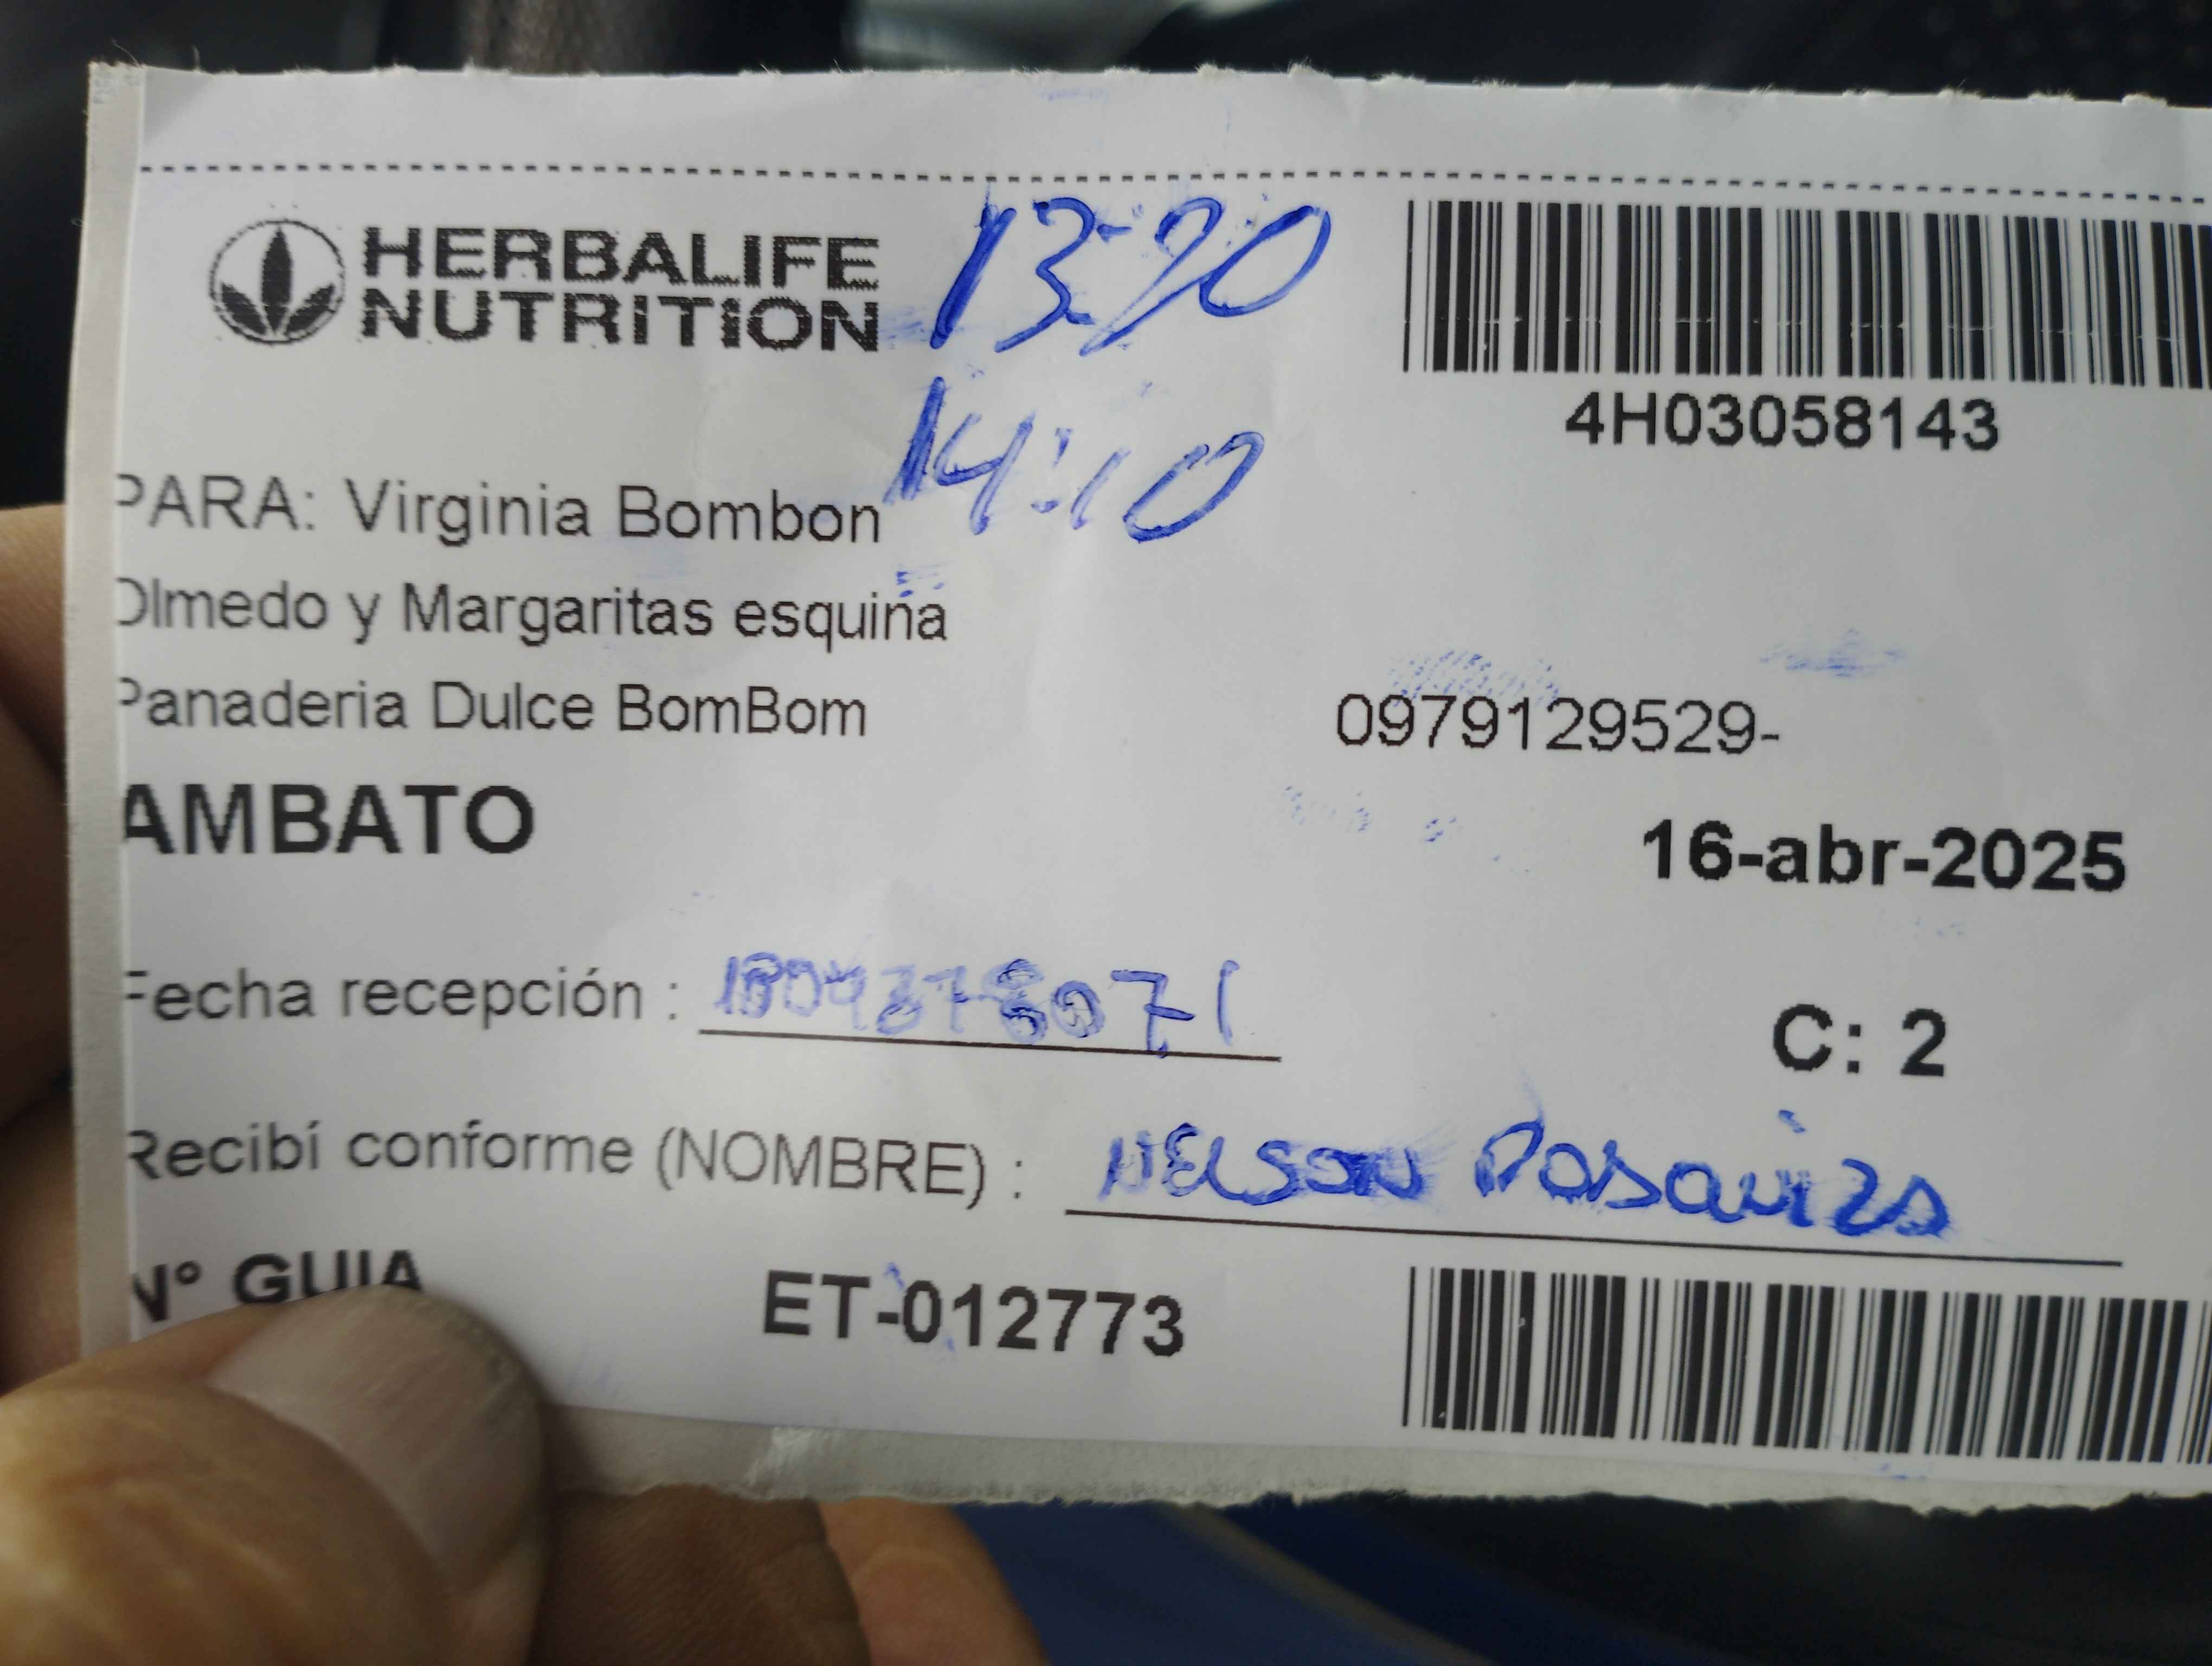 HERBALIFE
NUTRITION
13:20
4H03058143
14:10
PARA: Virginia Bombon
Olmedo y Margaritas esquina
Panaderia Dulce BomBom
0979129529-
AMBATO
16-abr-2025
Fecha recepción :
C: 2
Recibí conforme (NOMBRE) : NELSON
N° GUIA ET-012773